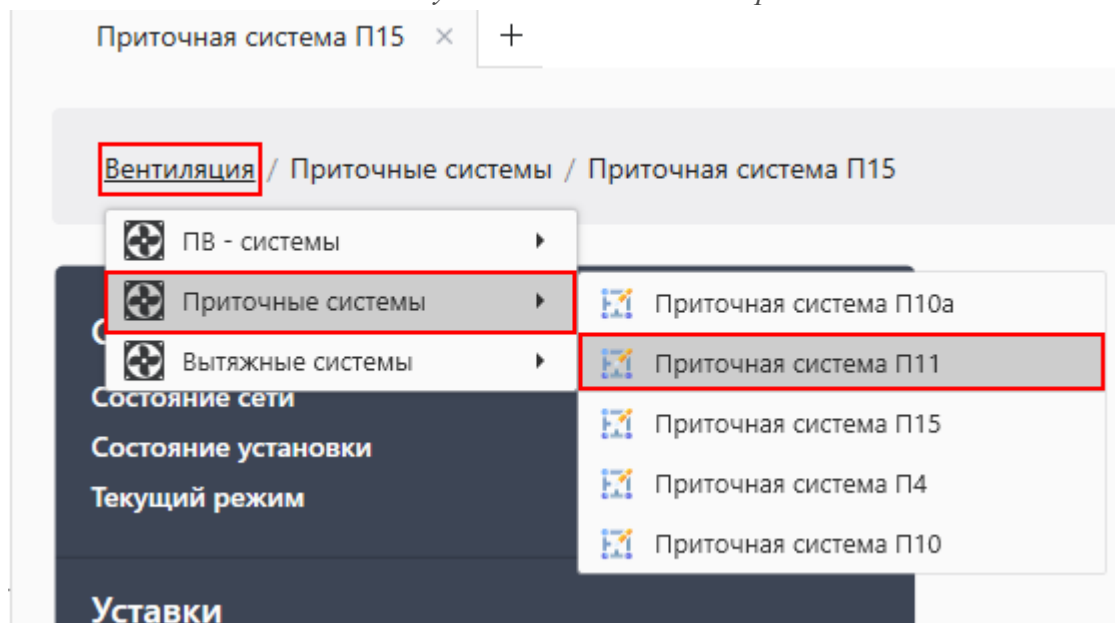 Приточная система П15 × +
Вентиляция / Приточные системы / Приточная система П15
ПВ - системы
Приточные системы
Вытяжные системы
Приточная система П10а
Приточная система П11
Приточная система П15
Приточная система П4
Приточная система П10
Состояние сети
Состояние установки
Текущий режим
Уставки